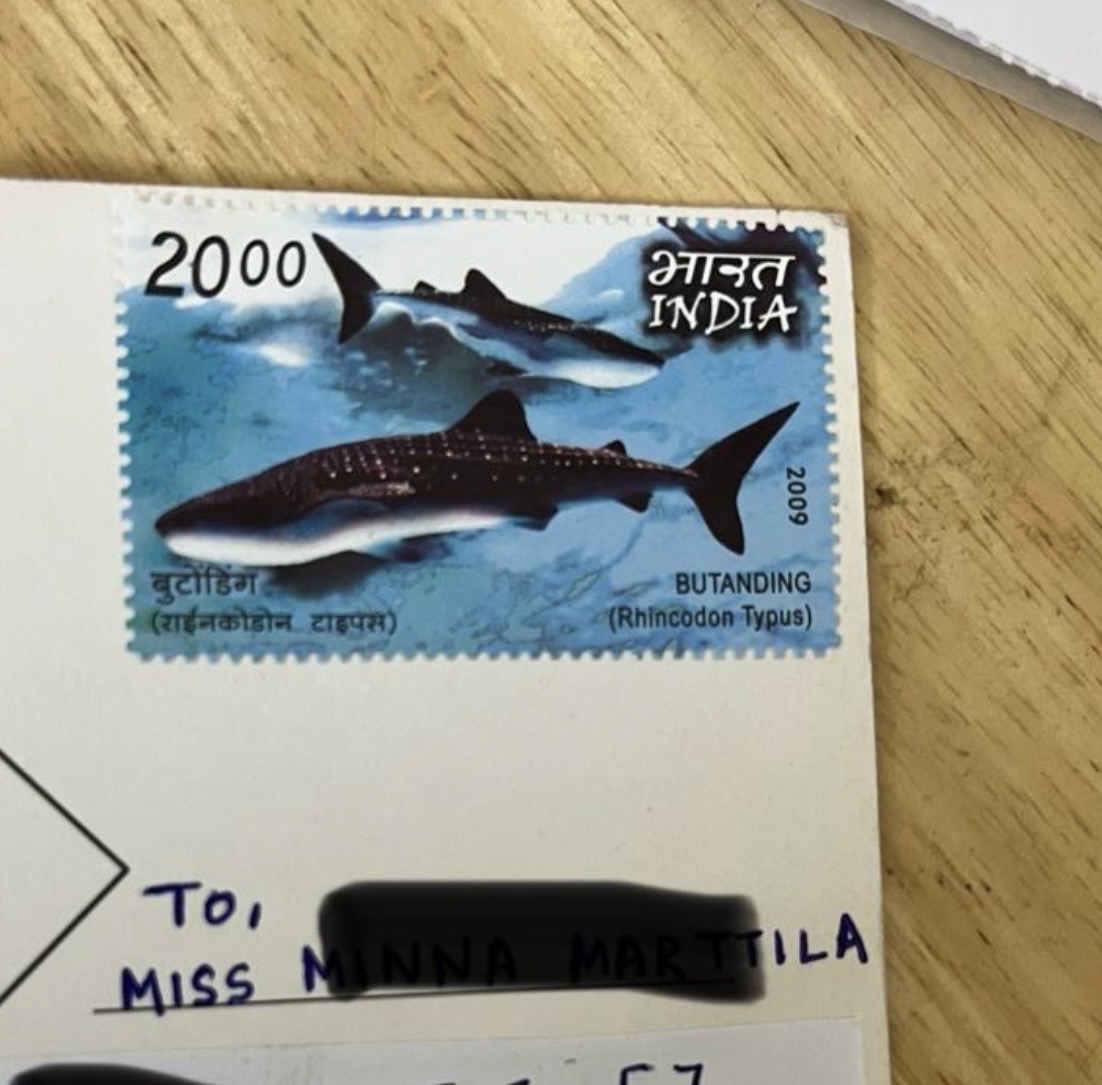 2000
भारत
INDIA
2009
बुटोंडिंग
(राईनकोडोन टाइपस)
BUTANDING
(Rhincodon Typus)
TO,
MISS